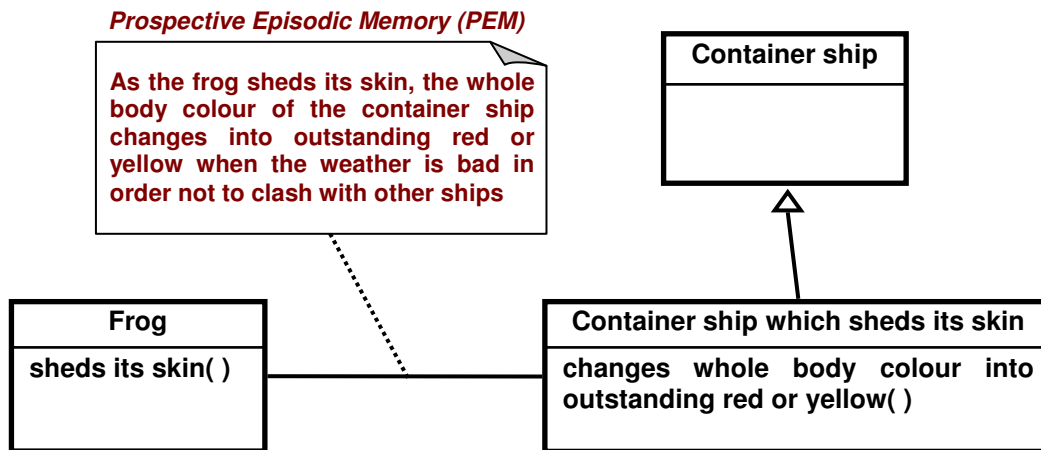 Prospective Episodic Memory (PEM)
As the frog sheds its skin, the whole
body colour of the container ship
changes into outstanding red or
yellow when the weather is bad in
order not to clash with other ships
Container ship
Frog
sheds its skin( )
Container ship which sheds its skin
changes whole body colour into
outstanding red or yellow( )